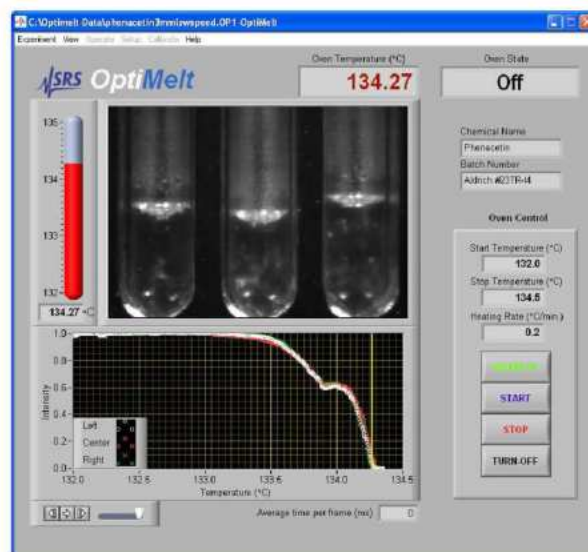 C:\Optimelt-Data\phenacetin3mmlowspeed.OP1-OptiMelt
Experiment View Operate Setup Calibrate Help
SRS OptiMelt
Oven Temperature (°C)
134.27
Oven State
Off
135
134
133
132
134.27 °C
Chemical Name
Phenacetin
Batch Number
Oven Control
Start Temperature (°C)
132.0
Stop Temperature (°C)
134.5
Heating Rate (°C/min.)
0.2
START
STOP
TURN-OFF
1.0
0.8
0.6
0.4
0.2
0.0
Intensity
Left
Center
Right
132.0 132.5 133.0 133.5 134.0 134.5
Temperature (°C)
Average time per frame (ms) 0